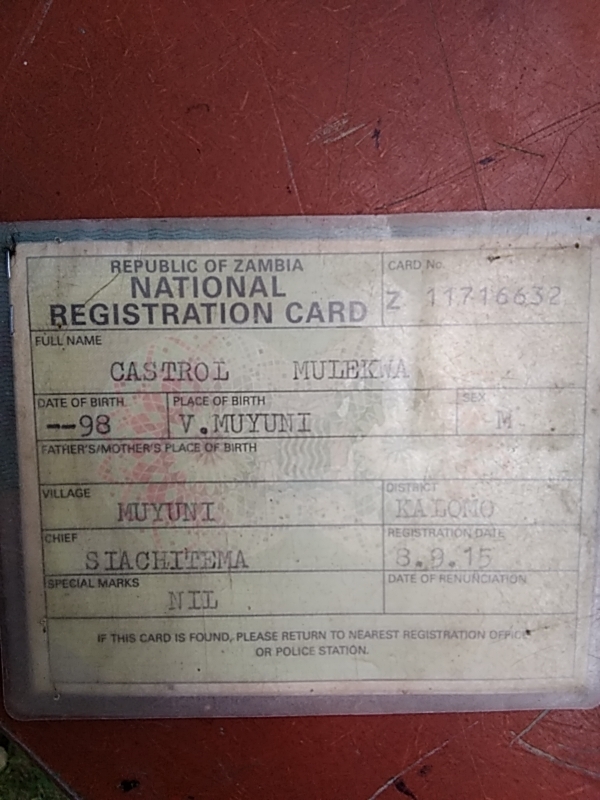 REPUBLIC OF ZAMBIA
NATIONAL
REGISTRATION CARD
CARD No.
Z 11716632
FULL NAME
CASTROL MULEKWA
DATE OF BIRTH
--98
PLACE OF BIRTH
V.MUYUNI
SEX
M
FATHER'S/MOTHER'S PLACE OF BIRTH
VILLAGE
MUYUNI
DISTRICT
KALOMO
CHIEF
SIACHITEMA
REGISTRATION DATE
3.9.15
SPECIAL MARKS
NIL
DATE OF RENUNCIATION
IF THIS CARD IS FOUND, PLEASE RETURN TO NEAREST REGISTRATION OFFICE
OR POLICE STATION.